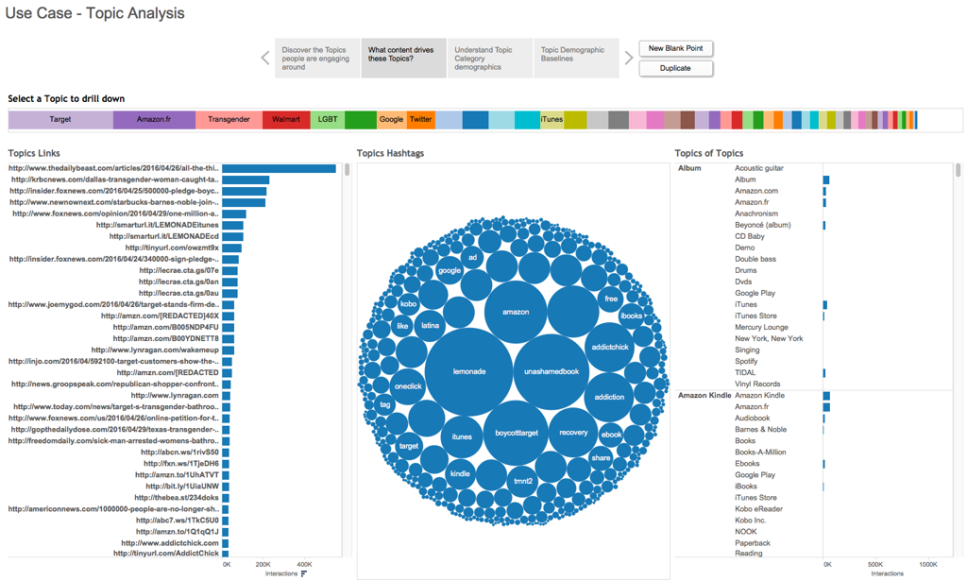 Use Case - Topic Analysis
Discover the Topics
people are engaging
around
What content drives
these Topics?
Understand Topic
Category
demographics
Topic Demographic
Baselines
New Blank Point
Duplicate
Select a Topic to drill down
Target
Amazon.fr
Transgender
Walmart
LGBT
Google
Twitter
iTunes
Topics Links
http://www.thedailybeast.com/articles/2016/04/26/all-the-thi..
http://krbcnews.com/dallas-transgender-woman-caught-ta..
http://insider.foxnews.com/2016/04/25/500000-pledge-boyc..
http://www.newnownext.com/starbucks-barnes-noble-join-..
http://www.foxnews.com/opinion/2016/04/29/one-million-a..
http://smarturl.it/LEMONADEitunes
http://smarturl.it/LEMONADEcd
http://tinyurl.com/owzmt9x
http://insider.foxnews.com/2016/04/24/340000-sign-pledge-..
http://lecrae.cta.gs/07e
http://lecrae.cta.gs/0an
http://lecrae.cta.gs/0au
http://www.joemygod.com/2016/04/26/target-stands-firm-de..
http://amzn.com/[REDACTED]40X
http://amzn.com/B005NDP4FU
http://amzn.com/B00YDNETT8
http://www.lynragan.com/wakemeup
http://injo.com/2016/04/592100-target-customers-show-the-..
http://amzn.com/[REDACTED
http://news.groopspeak.com/republican-shopper-confront..
http://www.lynragan.com
http://www.today.com/news/target-s-transgender-bathroo..
http://www.foxnews.com/us/2016/04/26/online-petition-for-t..
http://gopthedailydose.com/2016/04/29/texas-transgender-..
http://freedomdaily.com/sick-man-arrested-womens-bathro..
http://abcn.ws/1rivS50
http://fxn.ws/1TjeDH6
http://amzn.to/1UhATVT
http://bit.ly/1UiaUNW
http://thebea.st/234doks
http://americonnews.com/1000000-people-are-no-longer-sh..
http://abc7.ws/1TkC5U0
http://amzn.to/1Q1qQ1J
http://www.addictchick.com
http://tinyurl.com/AddictChick
0K
200K
400K
Interactions
Topics Hashtags
ad
google
kobo
like
latina
amazon
free
ibooks
addictchick
lemonade
unashamedbook
oneclick
addiction
tag
target
itunes
boycotttarget
recovery
ebook
share
kindle
tmnt2
Topics of Topics
Album
Acoustic guitar
Album
Amazon.com
Amazon.fr
Anachronism
Beyoncé (album)
CD Baby
Demo
Double bass
Drums
Dvds
Google Play
iTunes
iTunes Store
Mercury Lounge
New York, New York
Singing
Spotify
TIDAL
Vinyl Records
Amazon Kindle
Amazon Kindle
Amazon.fr
Audiobook
Barnes & Noble
Books
Books-A-Million
Ebooks
Google Play
iBooks
iTunes Store
Kobo eReader
Kobo Inc.
NOOK
Paperback
Reading
0K
500K
1000K
Interactions